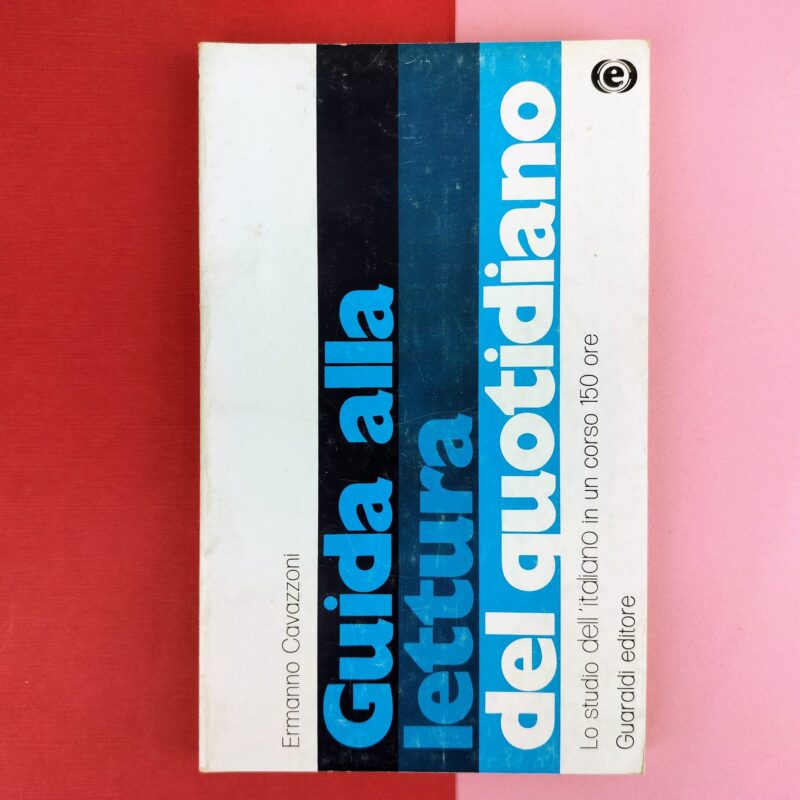 Ermanno Cavazzoni
Guida alla
lettura
del quotidiano
Lo studio dell'italiano in un corso 150 ore
Guaraldi editore
e